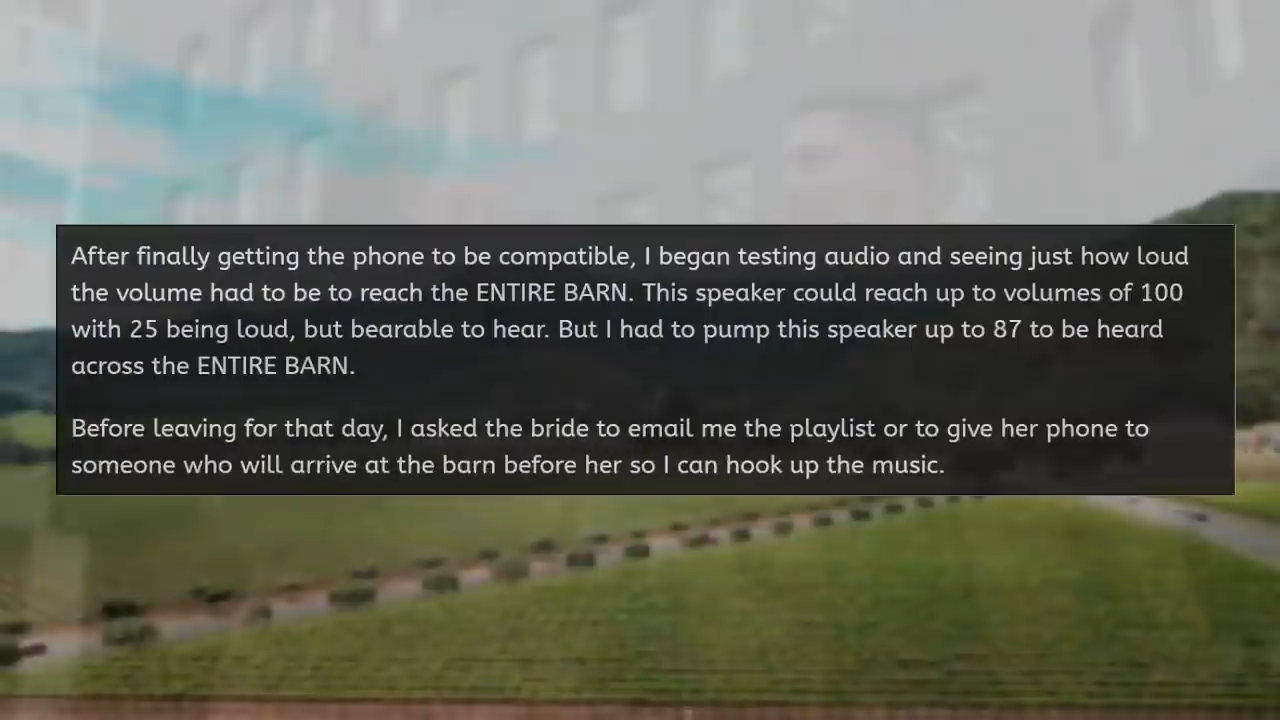 After finally getting the phone to be compatible, I began testing audio and seeing just how loud
the volume had to be to reach the ENTIRE BARN. This speaker could reach up to volumes of 100
with 25 being loud, but bearable to hear. But I had to pump this speaker up to 87 to be heard
across the ENTIRE BARN.
Before leaving for that day, I asked the bride to email me the playlist or to give her phone to
someone who will arrive at the barn before her so I can hook up the music.